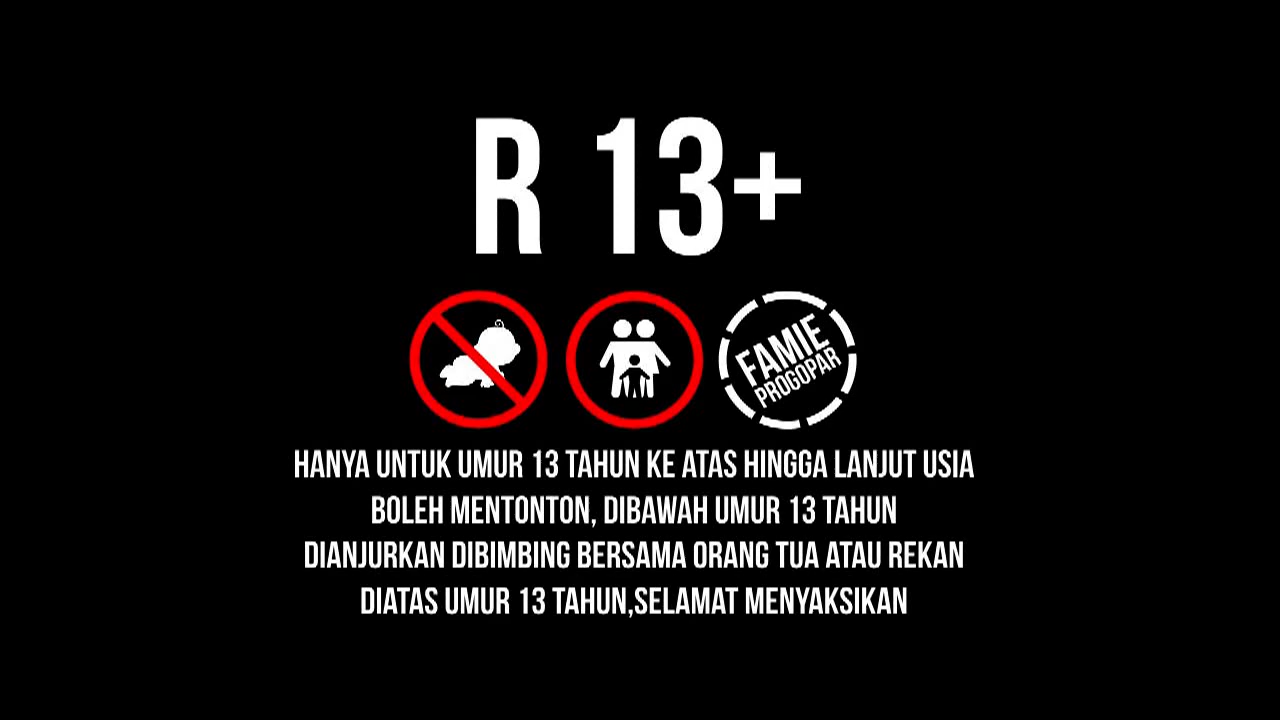 R 13+
FAMIE
PROGOPAR
HANYA UNTUK UMUR 13 TAHUN KE ATAS HINGGA LANJUT USIA
BOLEH MENTONTON, DIBAWAH UMUR 13 TAHUN
DIANJURKAN DIBIMBING BERSAMA ORANG TUA ATAU REKAN
DIATAS UMUR 13 TAHUN,SELAMAT MENYAKSIKAN